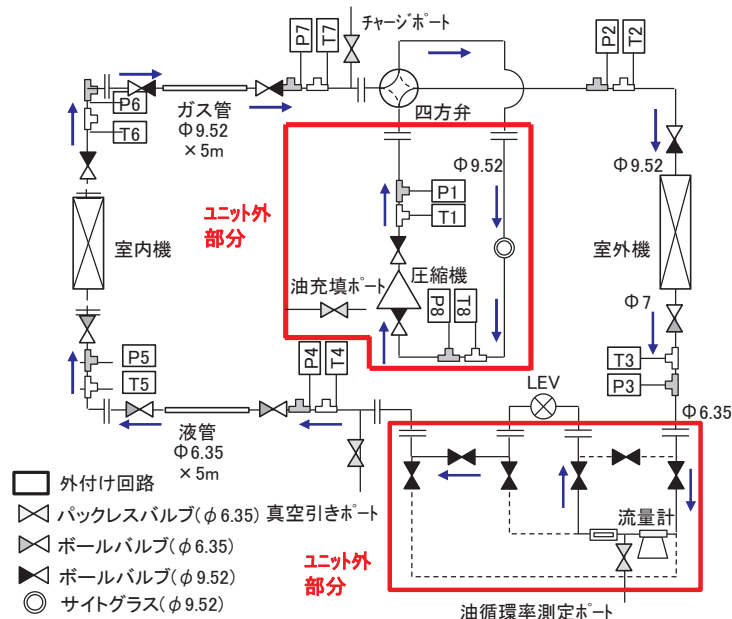 P7
T7
チャージポート
P2
T2
P6
T6
ガス管
Φ9.52
×5m
四方弁
Φ9.52
Φ9.52
P1
T1
ユニット外
部分
室内機
圧縮機
室外機
油充填ポート
P8
T8
Φ7
P5
T5
P4
T4
T3
P3
LEV
Φ6.35
液管
Φ6.35
×5m
外付け回路
パックレスバルブ(φ6.35)
真空引きポート
ボールバルブ(φ6.35)
ボールバルブ(φ9.52)
サイトグラス(φ9.52)
流量計
ユニット外
部分
油循環率測定ポート